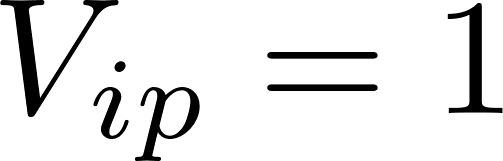 V_{ip} = 1